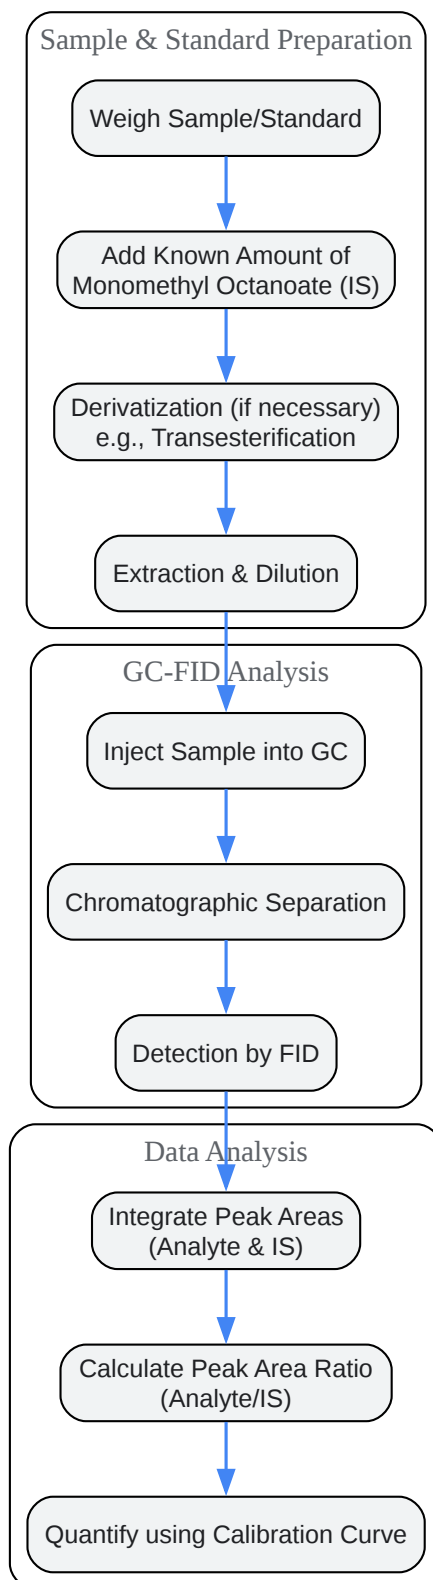 Sample & Standard Preparation
Weigh Sample/Standard
Add Known Amount of
Monomethyl Octanoate (IS)
Derivatization (if necessary)
e.g., Transesterification
Extraction & Dilution
GC-FID Analysis
Inject Sample into GC
Chromatographic Separation
Detection by FID
Data Analysis
Integrate Peak Areas
(Analyte & IS)
Calculate Peak Area Ratio
(Analyte/IS)
Quantify using Calibration Curve